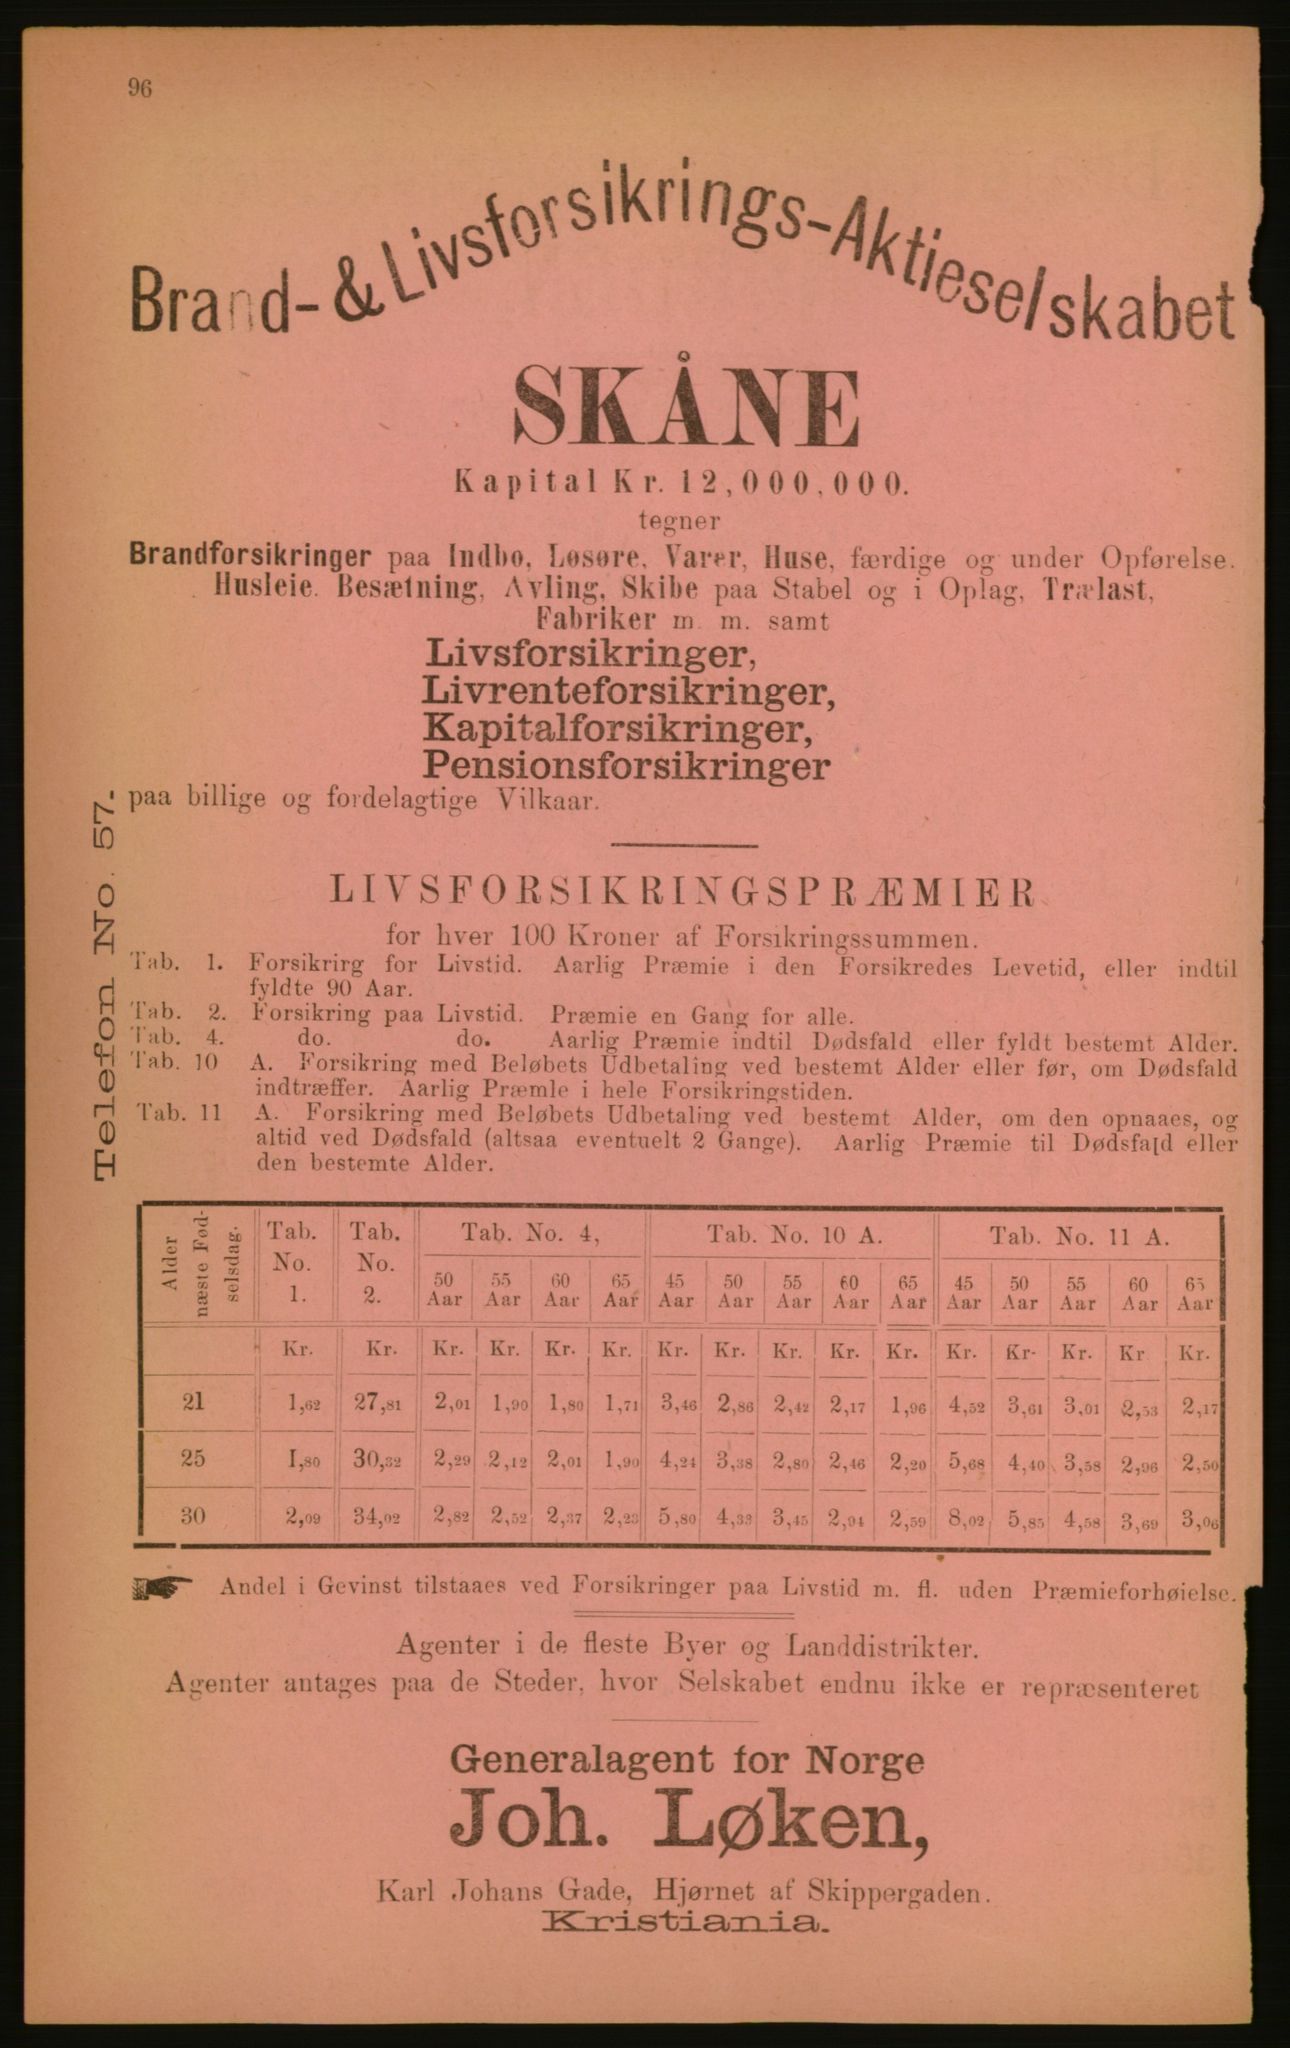 96
Brand- & Livsforsikrings-Aktieselskabet
SKÅNE
Kapital Kr. 12,000,000.
tegner
Brandforsikringer paa Indbo, Løsøre, Varer, Huse, færdige og under Opførelse.
Husleie. Besætning, Avling, Skibe paa Stabel og i Oplag, Trælast,
Fabriker m. m. samt
Livsforsikringer,
Livrenteforsikringer,
Kapitalforsikringer,
Pensionsforsikringer
paa billige og fordelagtige Vilkaar.
Telefon No. 57.
LIVSFORSIKRINGSPRÆMIER
for hver 100 Kroner af Forsikringssummen.
Tab. 1. Forsikrirg for Livstid. Aarlig Præmie i den Forsikredes Levetid, eller indtil
fyldte 90 Aar.
Tab. 2. Forsikring paa Livstid. Præmie en Gang for alle.
Tab. 4. do. do. Aarlig Præmie indtil Dødsfald eller fyldt bestemt Alder.
Tab. 10 A. Forsikring med Beløbets Udbetaling ved bestemt Alder eller før, om Dødsfald
indtræffer. Aarlig Præmle i hele Forsikringstiden.
Tab. 11 A. Forsikring med Beløbets Udbetaling ved bestemt Alder, om den opnaaes, og
altid ved Dødsfald (altsaa eventuelt 2 Gange). Aarlig Præmie til Dødsfald eller
den bestemte Alder.
Alder næste Fødselsdag. Tab. No. 1. Tab. No. 2. Tab. No. 4, Tab. No. 10 A. Tab. No. 11 A.
50 Aar 55 Aar 60 Aar 65 Aar 45 Aar 50 Aar 55 Aar 60 Aar 65 Aar 45 Aar 50 Aar 55 Aar 60 Aar 65 Aar
Kr. Kr. Kr. Kr. Kr. Kr. Kr. Kr. Kr. Kr. Kr. Kr. Kr- Kr. Kr Kr.
21 1,62 27,81 2,01 1,90 1,80 1,71 3,46 2,86 2,42 2,17 1,96 4,52 3,61 3,01 2,53 2,17
25 1,80 30,32 2,29 2,12 2,01 1,90 4,24 3,38 2,80 2,46 2,20 5,68 4,40 3,58 2,96 2,50
30 2,09 34,02 2,82 2,52 2,37 2,23 5,80 4,33 3,45 2,94 2,59 8,02 5,85 4,58 3,69 3,06
Andel i Gevinst tilstaaes ved Forsikringer paa Livstid m. fl. uden Præmieforhøielse.
Agenter i de fleste Byer og Landdistrikter.
Agenter antages paa de Steder, hvor Selskabet endnu ikke er repræsenteret
Generalagent for Norge
Joh. Løken,
Karl Johans Gade, Hjørnet af Skippergaden.
Kristiania.